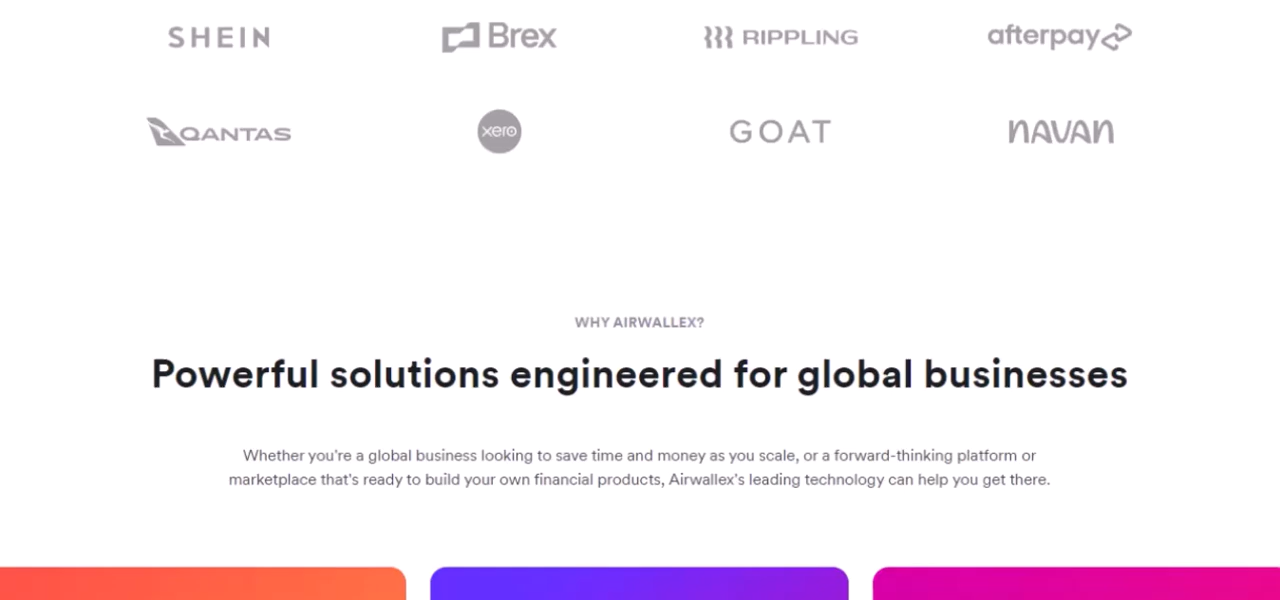 SHEIN Brex RIPPLING afterpay
QANTAS xero GOAT NAVAN
WHY AIRWALLEX?
Powerful solutions engineered for global businesses
Whether you're a global business looking to save time and money as you scale, or a forward-thinking platform or
marketplace that's ready to build your own financial products, Airwallex's leading technology can help you get there.